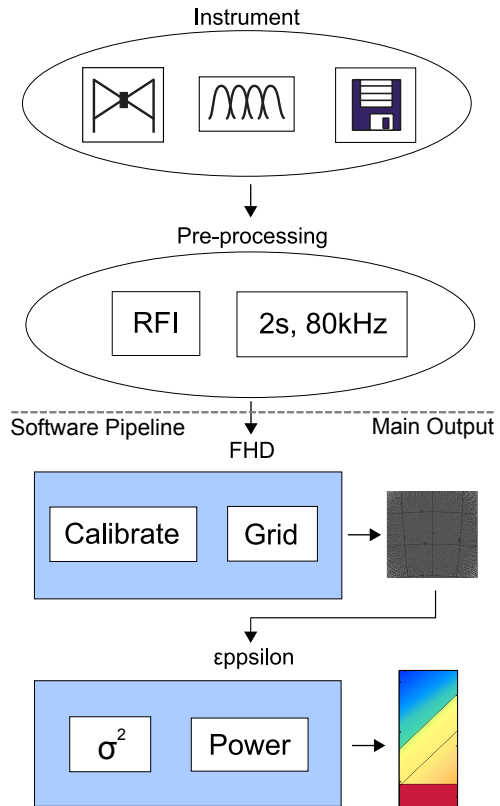 Instrument
Pre-processing
RFI
2s, 80kHz
Software Pipeline
Main Output
FHD
Calibrate
Grid
εppsilon
σ²
Power